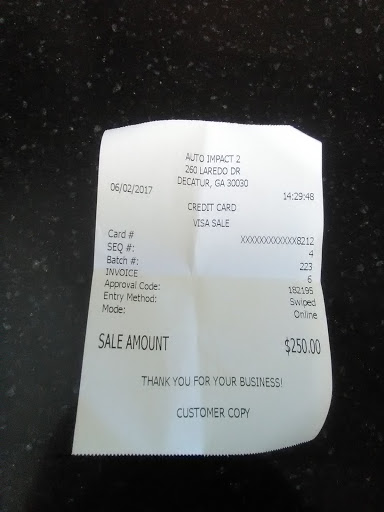 AUTO IMPACT 2
260 LAREDO DR
DECATUR, GA 30030
06/02/2017 14:29:48
CREDIT CARD
VISA SALE
Card # XXXXXXXXXXXX8212
SEQ #: 4
Batch #: 223
INVOICE 6
Approval Code: 182195
Entry Method: Swiped
Mode: Online
SALE AMOUNT $250.00
THANK YOU FOR YOUR BUSINESS!
CUSTOMER COPY